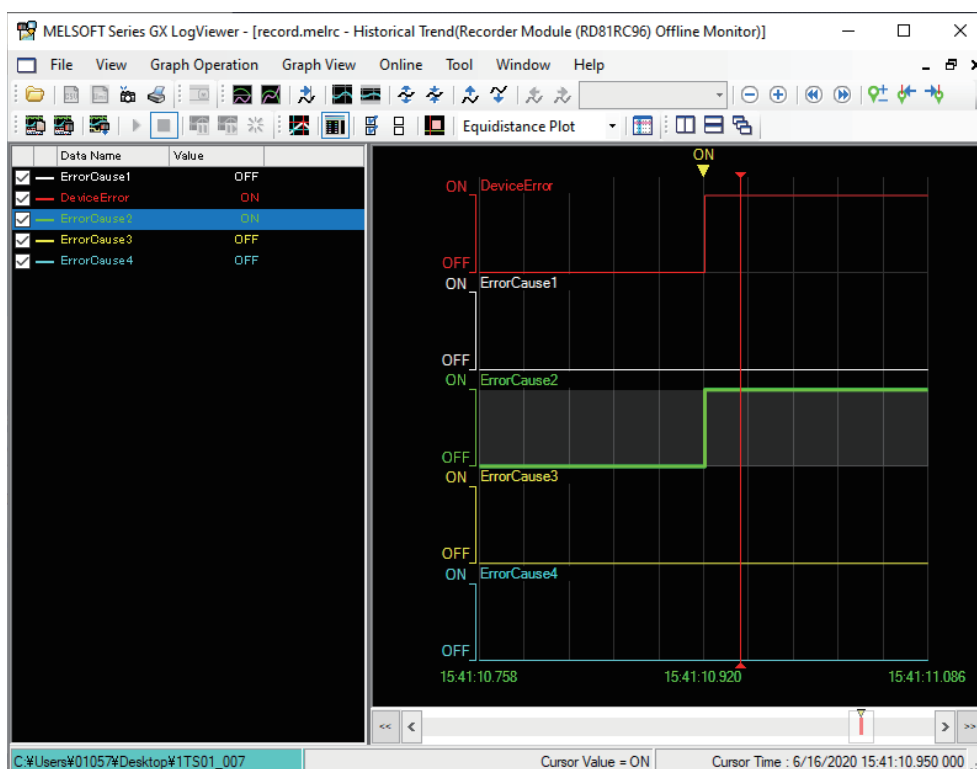 MELSOFT Series GX LogViewer - [record.melrc - Historical Trend(Recorder Module (RD81RC96) Offline Monitor)]
File View Graph Operation Graph View Online Tool Window Help
Equidistance Plot
Data Name Value
ErrorCause1 OFF
DeviceError ON
ErrorCause2 ON
ErrorCause3 OFF
ErrorCause4 OFF
ON
ON DeviceError
OFF
ON ErrorCause1
OFF
ON ErrorCause2
OFF
ON ErrorCause3
OFF
ON ErrorCause4
OFF
15:41:10.758 15:41:10.920 15:41:11.086
C:¥Users¥01057¥Desktop¥1TS01_007 Cursor Value = ON Cursor Time : 6/16/2020 15:41:10.950 000